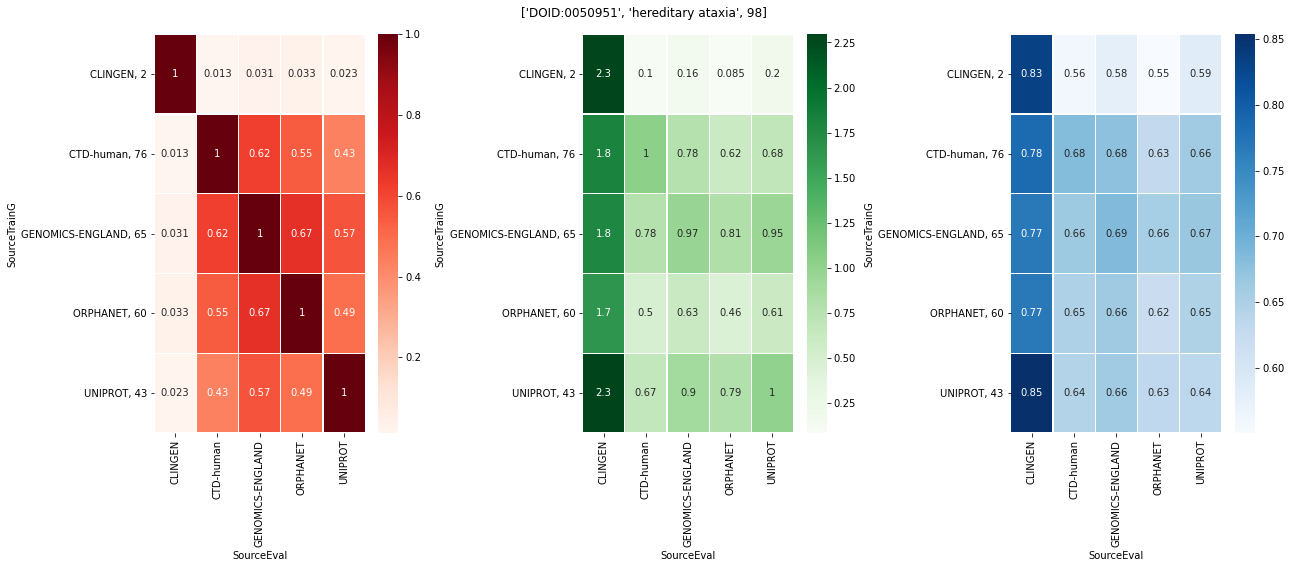 ['DOID:0050951', 'hereditary ataxia', 98]
SourceTrainG
CLINGEN, 2 1 0.013 0.031 0.033 0.023
CTD-human, 76 0.013 1 0.62 0.55 0.43
GENOMICS-ENGLAND, 65 0.031 0.62 1 0.67 0.57
ORPHANET, 60 0.033 0.55 0.67 1 0.49
UNIPROT, 43 0.023 0.43 0.57 0.49 1
CLINGEN
CTD-human
GENOMICS-ENGLAND
ORPHANET
UNIPROT
SourceEval
1.0
0.8
0.6
0.4
0.2
SourceTrainG
CLINGEN, 2 2.3 0.1 0.16 0.085 0.2
CTD-human, 76 1.8 1 0.78 0.62 0.68
GENOMICS-ENGLAND, 65 1.8 0.78 0.97 0.81 0.95
ORPHANET, 60 1.7 0.5 0.63 0.46 0.61
UNIPROT, 43 2.3 0.67 0.9 0.79 1
CLINGEN
CTD-human
GENOMICS-ENGLAND
ORPHANET
UNIPROT
SourceEval
2.25
2.00
1.75
1.50
1.25
1.00
0.75
0.50
0.25
SourceTrainG
CLINGEN, 2 0.83 0.56 0.58 0.55 0.59
CTD-human, 76 0.78 0.68 0.68 0.63 0.66
GENOMICS-ENGLAND, 65 0.77 0.66 0.69 0.66 0.67
ORPHANET, 60 0.77 0.65 0.66 0.62 0.65
UNIPROT, 43 0.85 0.64 0.66 0.63 0.64
CLINGEN
CTD-human
GENOMICS-ENGLAND
ORPHANET
UNIPROT
SourceEval
0.85
0.80
0.75
0.70
0.65
0.60